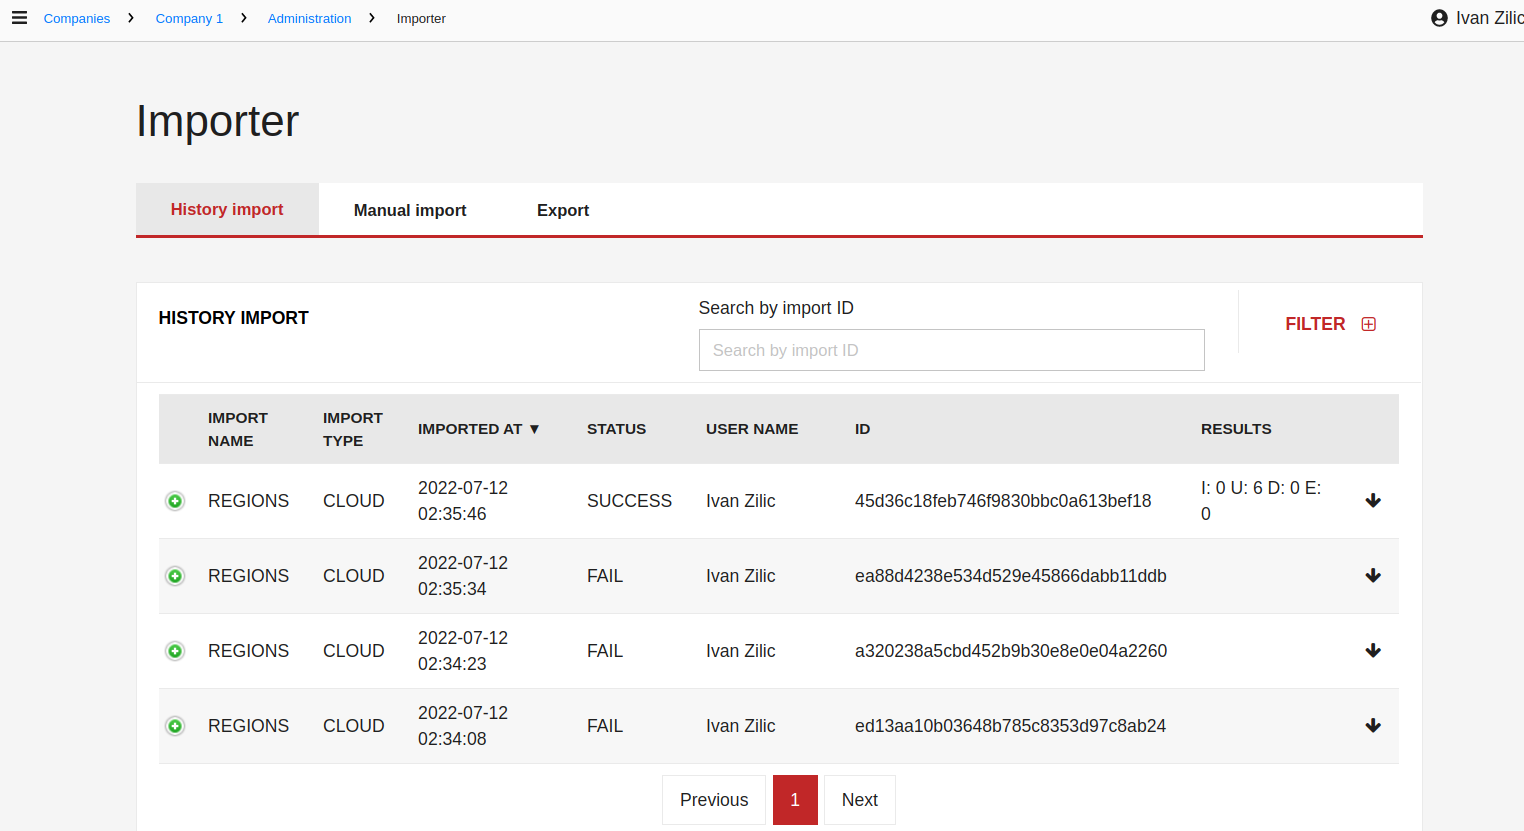 Companies Company 1 Administration Importer
Ivan Zilic
Importer
History import Manual import Export
HISTORY IMPORT
Search by import ID
Search by import ID
FILTER
IMPORT NAME IMPORT TYPE IMPORTED AT ▼ STATUS USER NAME ID RESULTS
REGIONS CLOUD 2022-07-12 02:35:46 SUCCESS Ivan Zilic 45d36c18feb746f9830bbc0a613bef18 I: 0 U: 6 D: 0 E: 0
REGIONS CLOUD 2022-07-12 02:35:34 FAIL Ivan Zilic ea88d4238e534d529e45866dabb11ddb
REGIONS CLOUD 2022-07-12 02:34:23 FAIL Ivan Zilic a320238a5cbd452b9b30e8e0e04a2260
REGIONS CLOUD 2022-07-12 02:34:08 FAIL Ivan Zilic ed13aa10b03648b785c8353d97c8ab24
Previous 1 Next